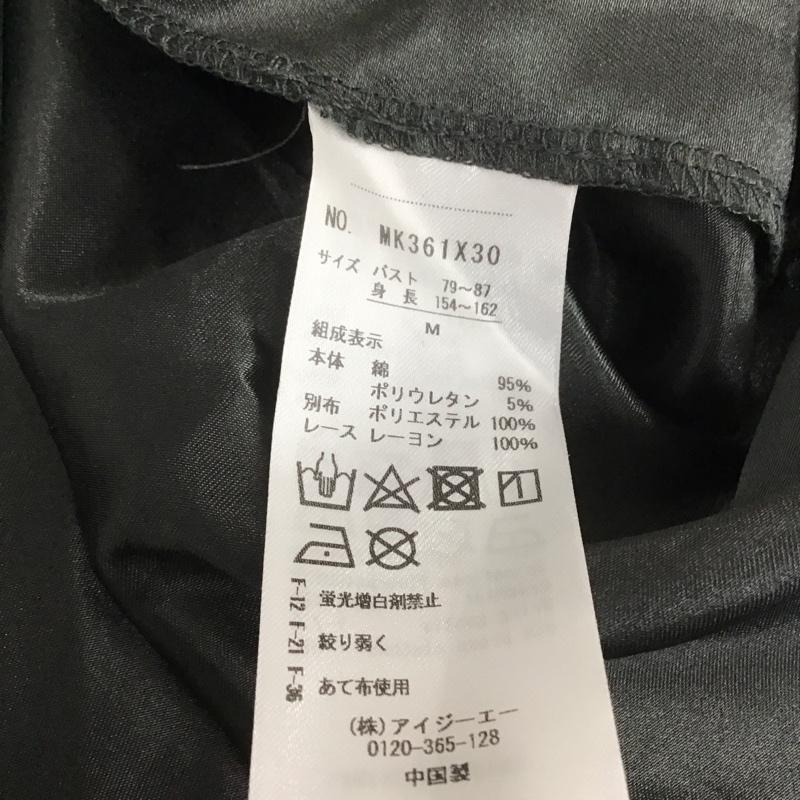 NO. MK361X30
サイズ バスト 79〜87
身長 154〜162
M
組成表示
本体 綿 95%
ポリウレタン 5%
別布 ポリエステル 100%
レース レーヨン 100%
F-12 F-21 F-36
蛍光増白剤禁止
絞り弱く
あて布使用
(株)アイジーエー
0120-365-128
中国製